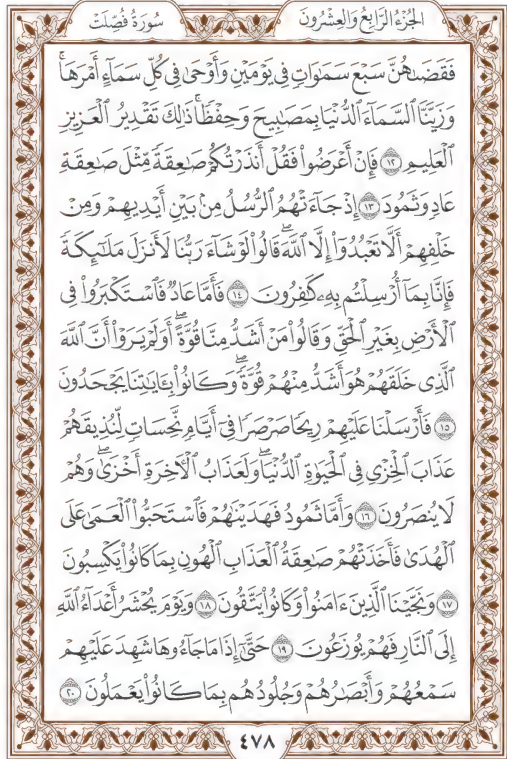 الجُزْءُ الرَّابِعُ وَالعِشْرُونَ سُورَةُ فُصِّلَت
فَقَضَىٰهُنَّ سَبْعَ سَمَٰوَاتٍ فِي يَوْمَيْنِ وَأَوْحَىٰ فِي كُلِّ سَمَآءٍ أَمْرَهَاۚ
وَزَيَّنَّا ٱلسَّمَآءَ ٱلدُّنْيَا بِمَصَٰبِيحَ وَحِفْظًاۚ ذَٰلِكَ تَقْدِيرُ ٱلْعَزِيزِ
ٱلْعَلِيمِ ١٢ فَإِنْ أَعْرَضُوا۟ فَقُلْ أَنذَرْتُكُمْ صَٰعِقَةً مِّثْلَ صَٰعِقَةِ
عَادٍ وَثَمُودَ ١٣ إِذْ جَآءَتْهُمُ ٱلرُّسُلُ مِنۢ بَيْنِ أَيْدِيهِمْ وَمِنْ
خَلْفِهِمْ أَلَّا تَعْبُدُوٓا۟ إِلَّا ٱللَّهَۖ قَالُوا۟ لَوْ شَآءَ رَبُّنَا لَأَنزَلَ مَلَٰٓئِكَةً
فَإِنَّا بِمَآ أُرْسِلْتُم بِهِۦ كَٰفِرُونَ ١٤ فَأَمَّا عَادٌ فَٱسْتَكْبَرُوا۟ فِي
ٱلْأَرْضِ بِغَيْرِ ٱلْحَقِّ وَقَالُوا۟ مَنْ أَشَدُّ مِنَّا قُوَّةًۖ أَوَلَمْ يَرَوْا۟ أَنَّ ٱللَّهَ
ٱلَّذِي خَلَقَهُمْ هُوَ أَشَدُّ مِنْهُمْ قُوَّةًۖ وَكَانُوا۟ بِـَٔايَٰتِنَا يَجْحَدُونَ
١٥ فَأَرْسَلْنَا عَلَيْهِمْ رِيحًا صَرْصَرًا فِيٓ أَيَّامٍ نَّحِسَاتٍ لِّنُذِيقَهُمْ
عَذَابَ ٱلْخِزْيِ فِي ٱلْحَيَوٰةِ ٱلدُّنْيَاۖ وَلَعَذَابُ ٱلْأَخِرَةِ أَخْزَىٰۖ وَهُمْ
لَا يُنصَرُونَ ١٦ وَأَمَّا ثَمُودُ فَهَدَيْنَٰهُمْ فَٱسْتَحَبُّوا۟ ٱلْعَمَىٰ عَلَى
ٱلْهُدَىٰ فَأَخَذَتْهُمْ صَٰعِقَةُ ٱلْعَذَابِ ٱلْهُونِ بِمَا كَانُوا۟ يَكْسِبُونَ
١٧ وَنَجَّيْنَا ٱلَّذِينَ ءَامَنُوا۟ وَكَانُوا۟ يَتَّقُونَ ١٨ وَيَوْمَ يُحْشَرُ أَعْدَآءُ ٱللَّهِ
إِلَى ٱلنَّارِ فَهُمْ يُوزَعُونَ ١٩ حَتَّىٰٓ إِذَا مَا جَآءُوهَا شَهِدَ عَلَيْهِمْ
سَمْعُهُمْ وَأَبْصَٰرُهُمْ وَجُلُودُهُم بِمَا كَانُوا۟ يَعْمَلُونَ ٢٠
٤٧٨